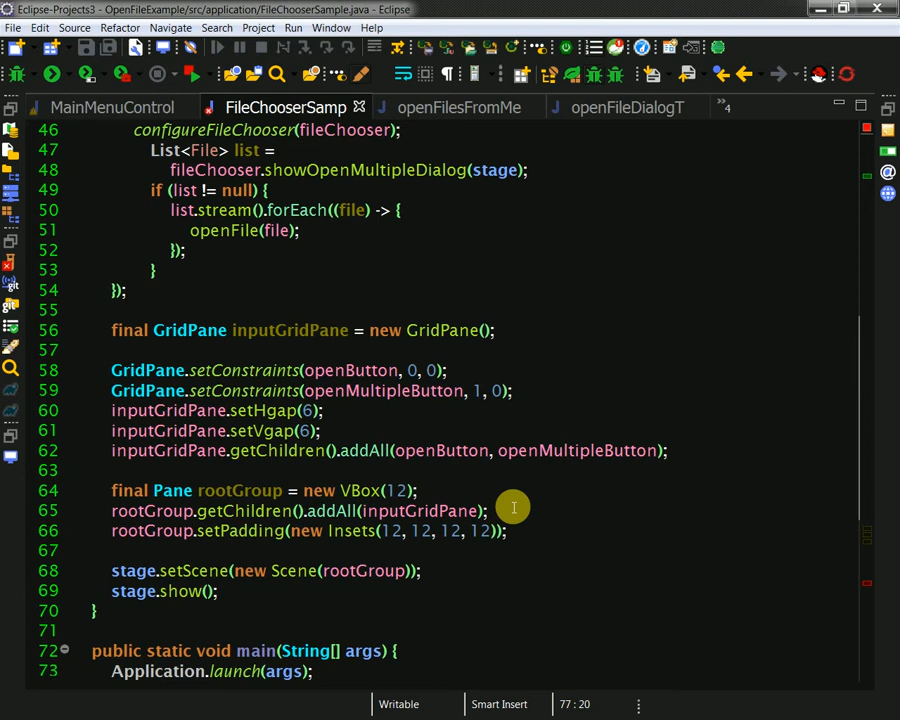 Eclipse-Projects3 - OpenFileExample/src/application/FileChooserSample.java - Eclipse
File Edit Source Refactor Navigate Search Project Run Window Help
MainMenuControl FileChooserSamp openFilesFromMe openFileDialogT »4
46 configureFileChooser(fileChooser);
47 List<File> list =
48 fileChooser.showOpenMultipleDialog(stage);
49 if (list != null) {
50 list.stream().forEach((file) -> {
51 openFile(file);
52 });
53 }
54 });
55
56 final GridPane inputGridPane = new GridPane();
57
58 GridPane.setConstraints(openButton, 0, 0);
59 GridPane.setConstraints(openMultipleButton, 1, 0);
60 inputGridPane.setHgap(6);
61 inputGridPane.setVgap(6);
62 inputGridPane.getChildren().addAll(openButton, openMultipleButton);
63
64 final Pane rootGroup = new VBox(12);
65 rootGroup.getChildren().addAll(inputGridPane);
66 rootGroup.setPadding(new Insets(12, 12, 12, 12));
67
68 stage.setScene(new Scene(rootGroup));
69 stage.show();
70 }
71
72 public static void main(String[] args) {
73 Application.launch(args);
Writable Smart Insert 77 : 20